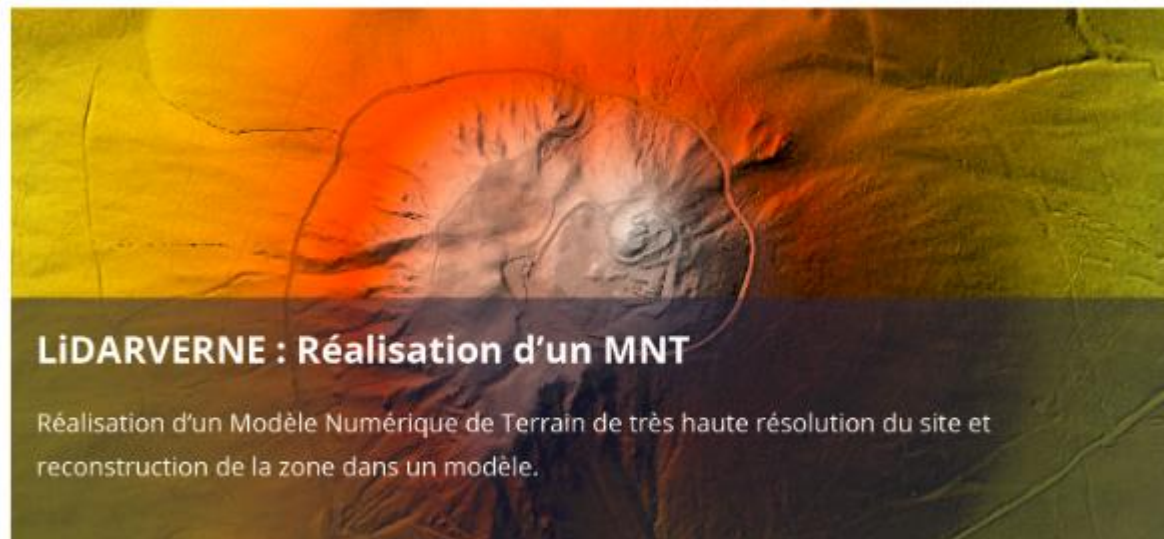 LiDARVERNE : Réalisation d'un MNT
Réalisation d'un Modèle Numérique de Terrain de très haute résolution du site et
reconstruction de la zone dans un modèle.